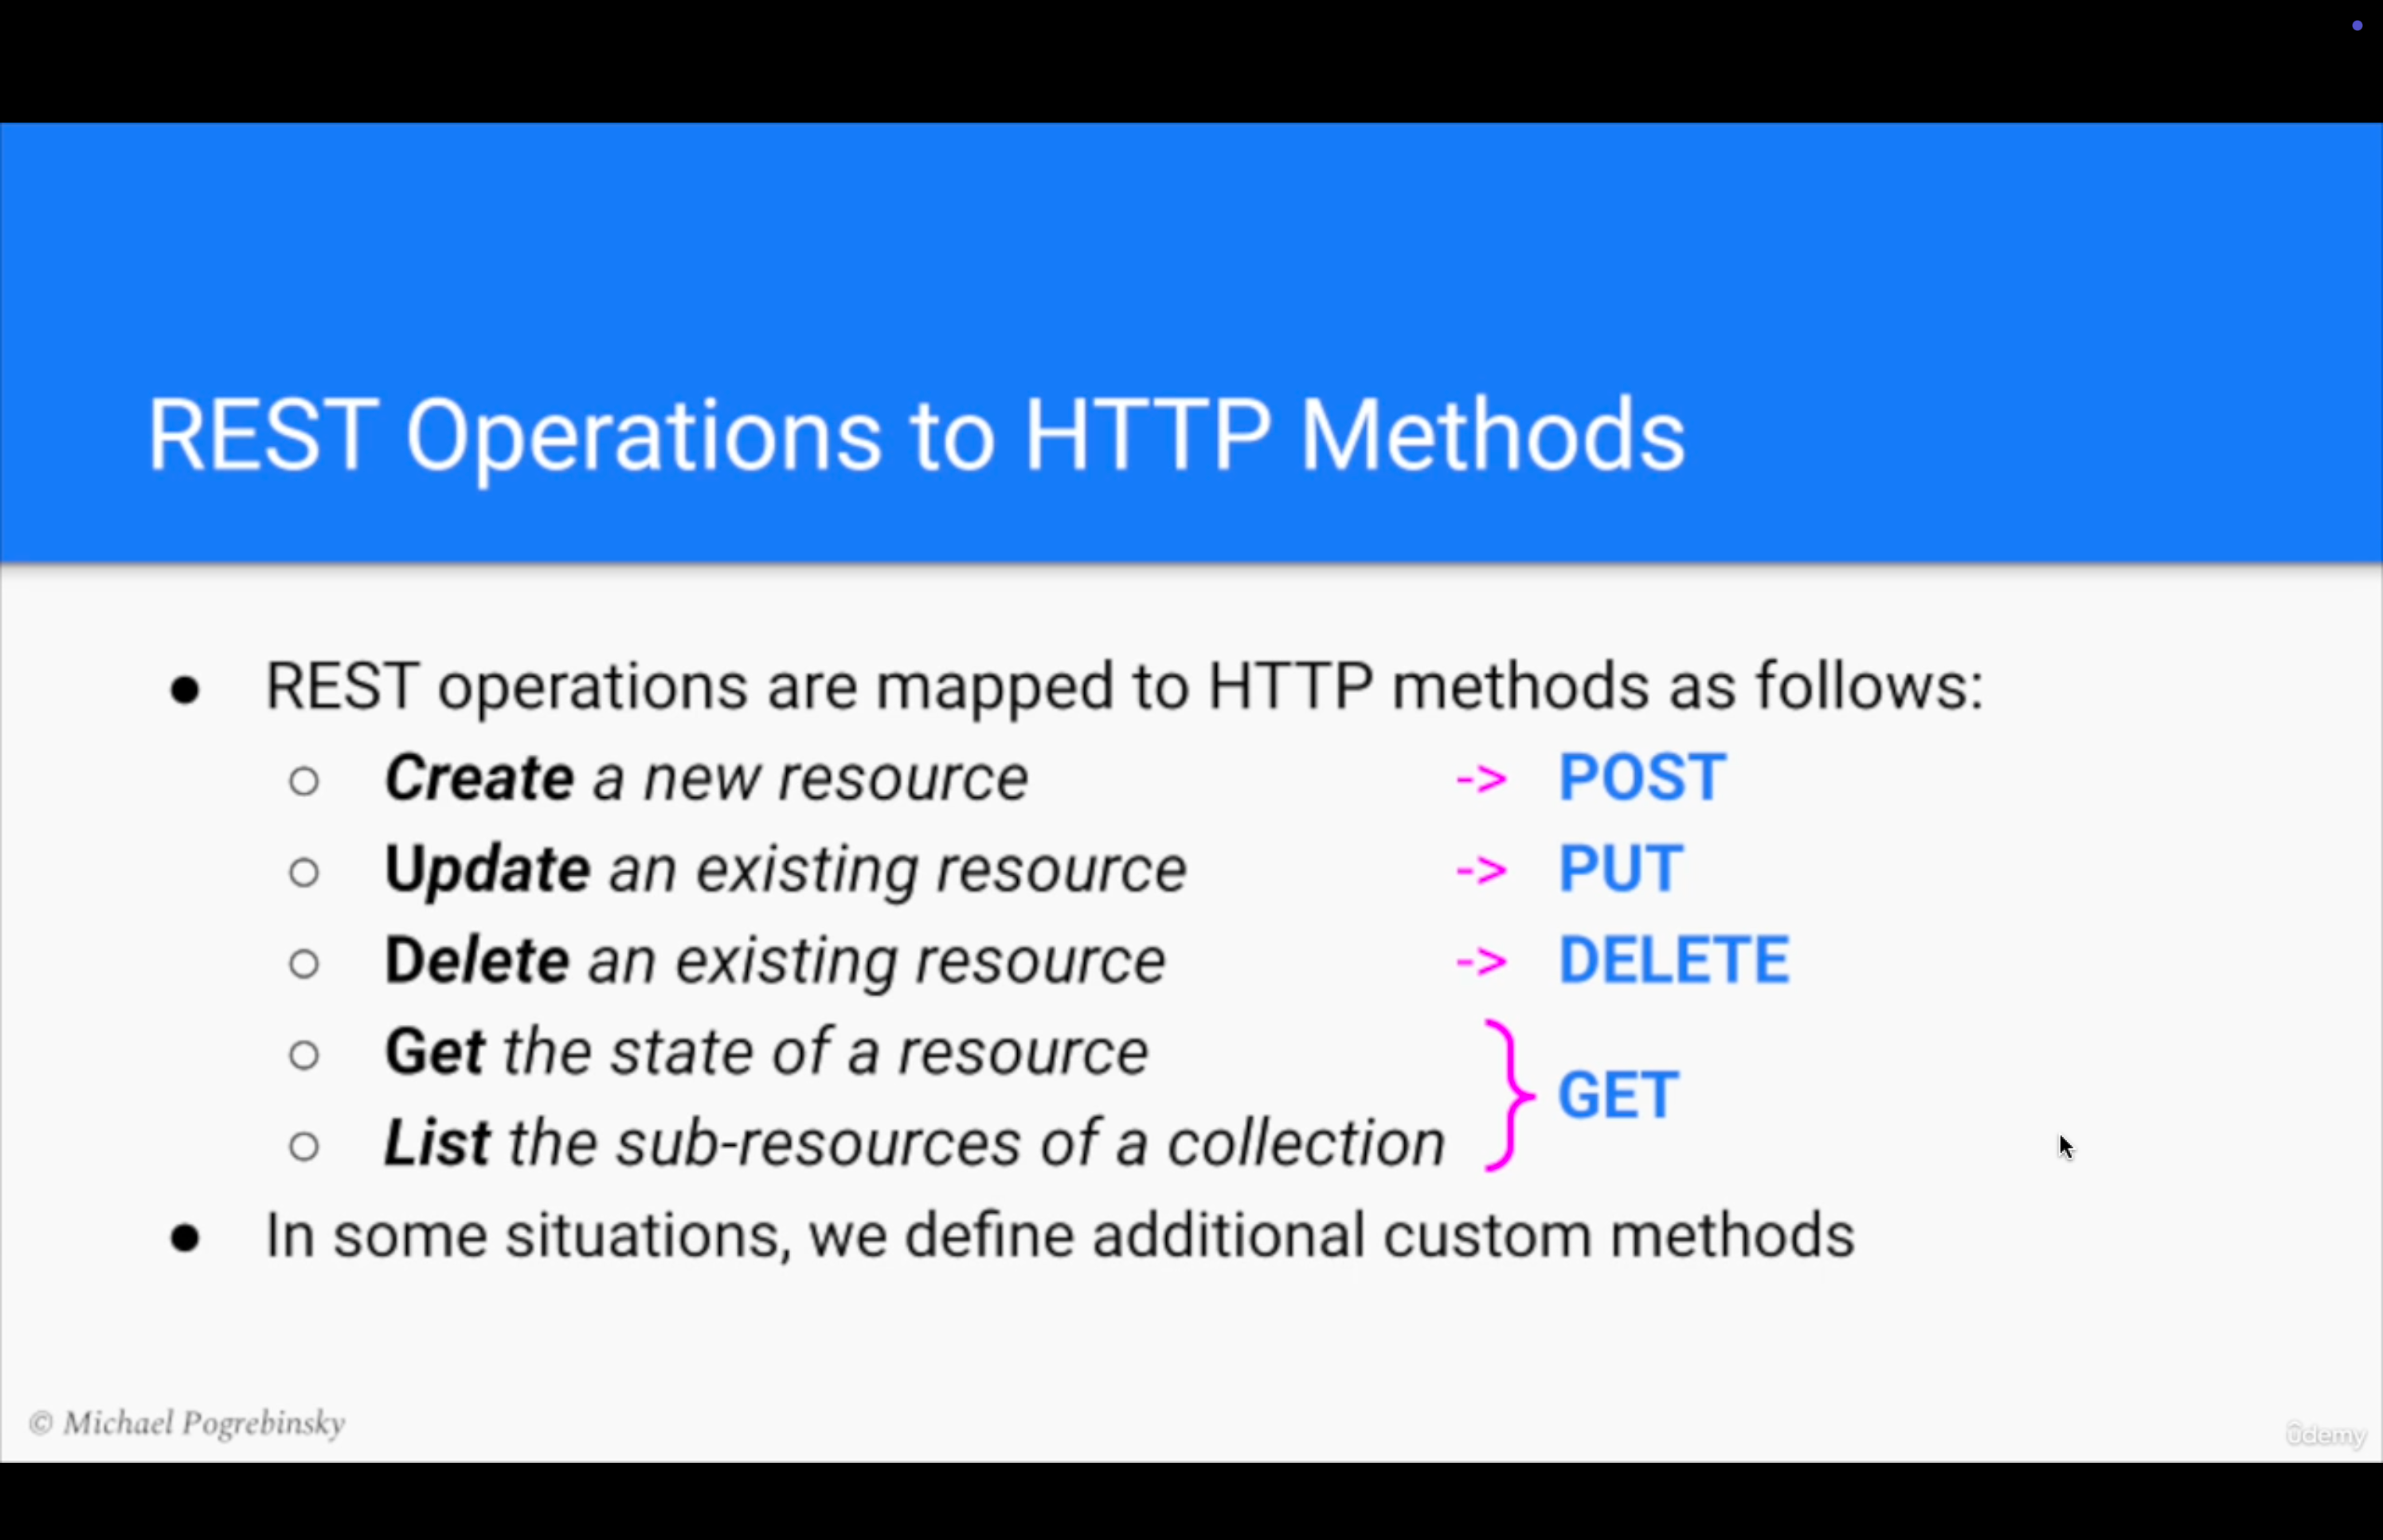 REST Operations to HTTP Methods
● REST operations are mapped to HTTP methods as follows:
○ Create a new resource -> POST
○ Update an existing resource -> PUT
○ Delete an existing resource -> DELETE
○ Get the state of a resource
} GET
○ List the sub-resources of a collection
● In some situations, we define additional custom methods
© Michael Pogrebinsky
ûdemy